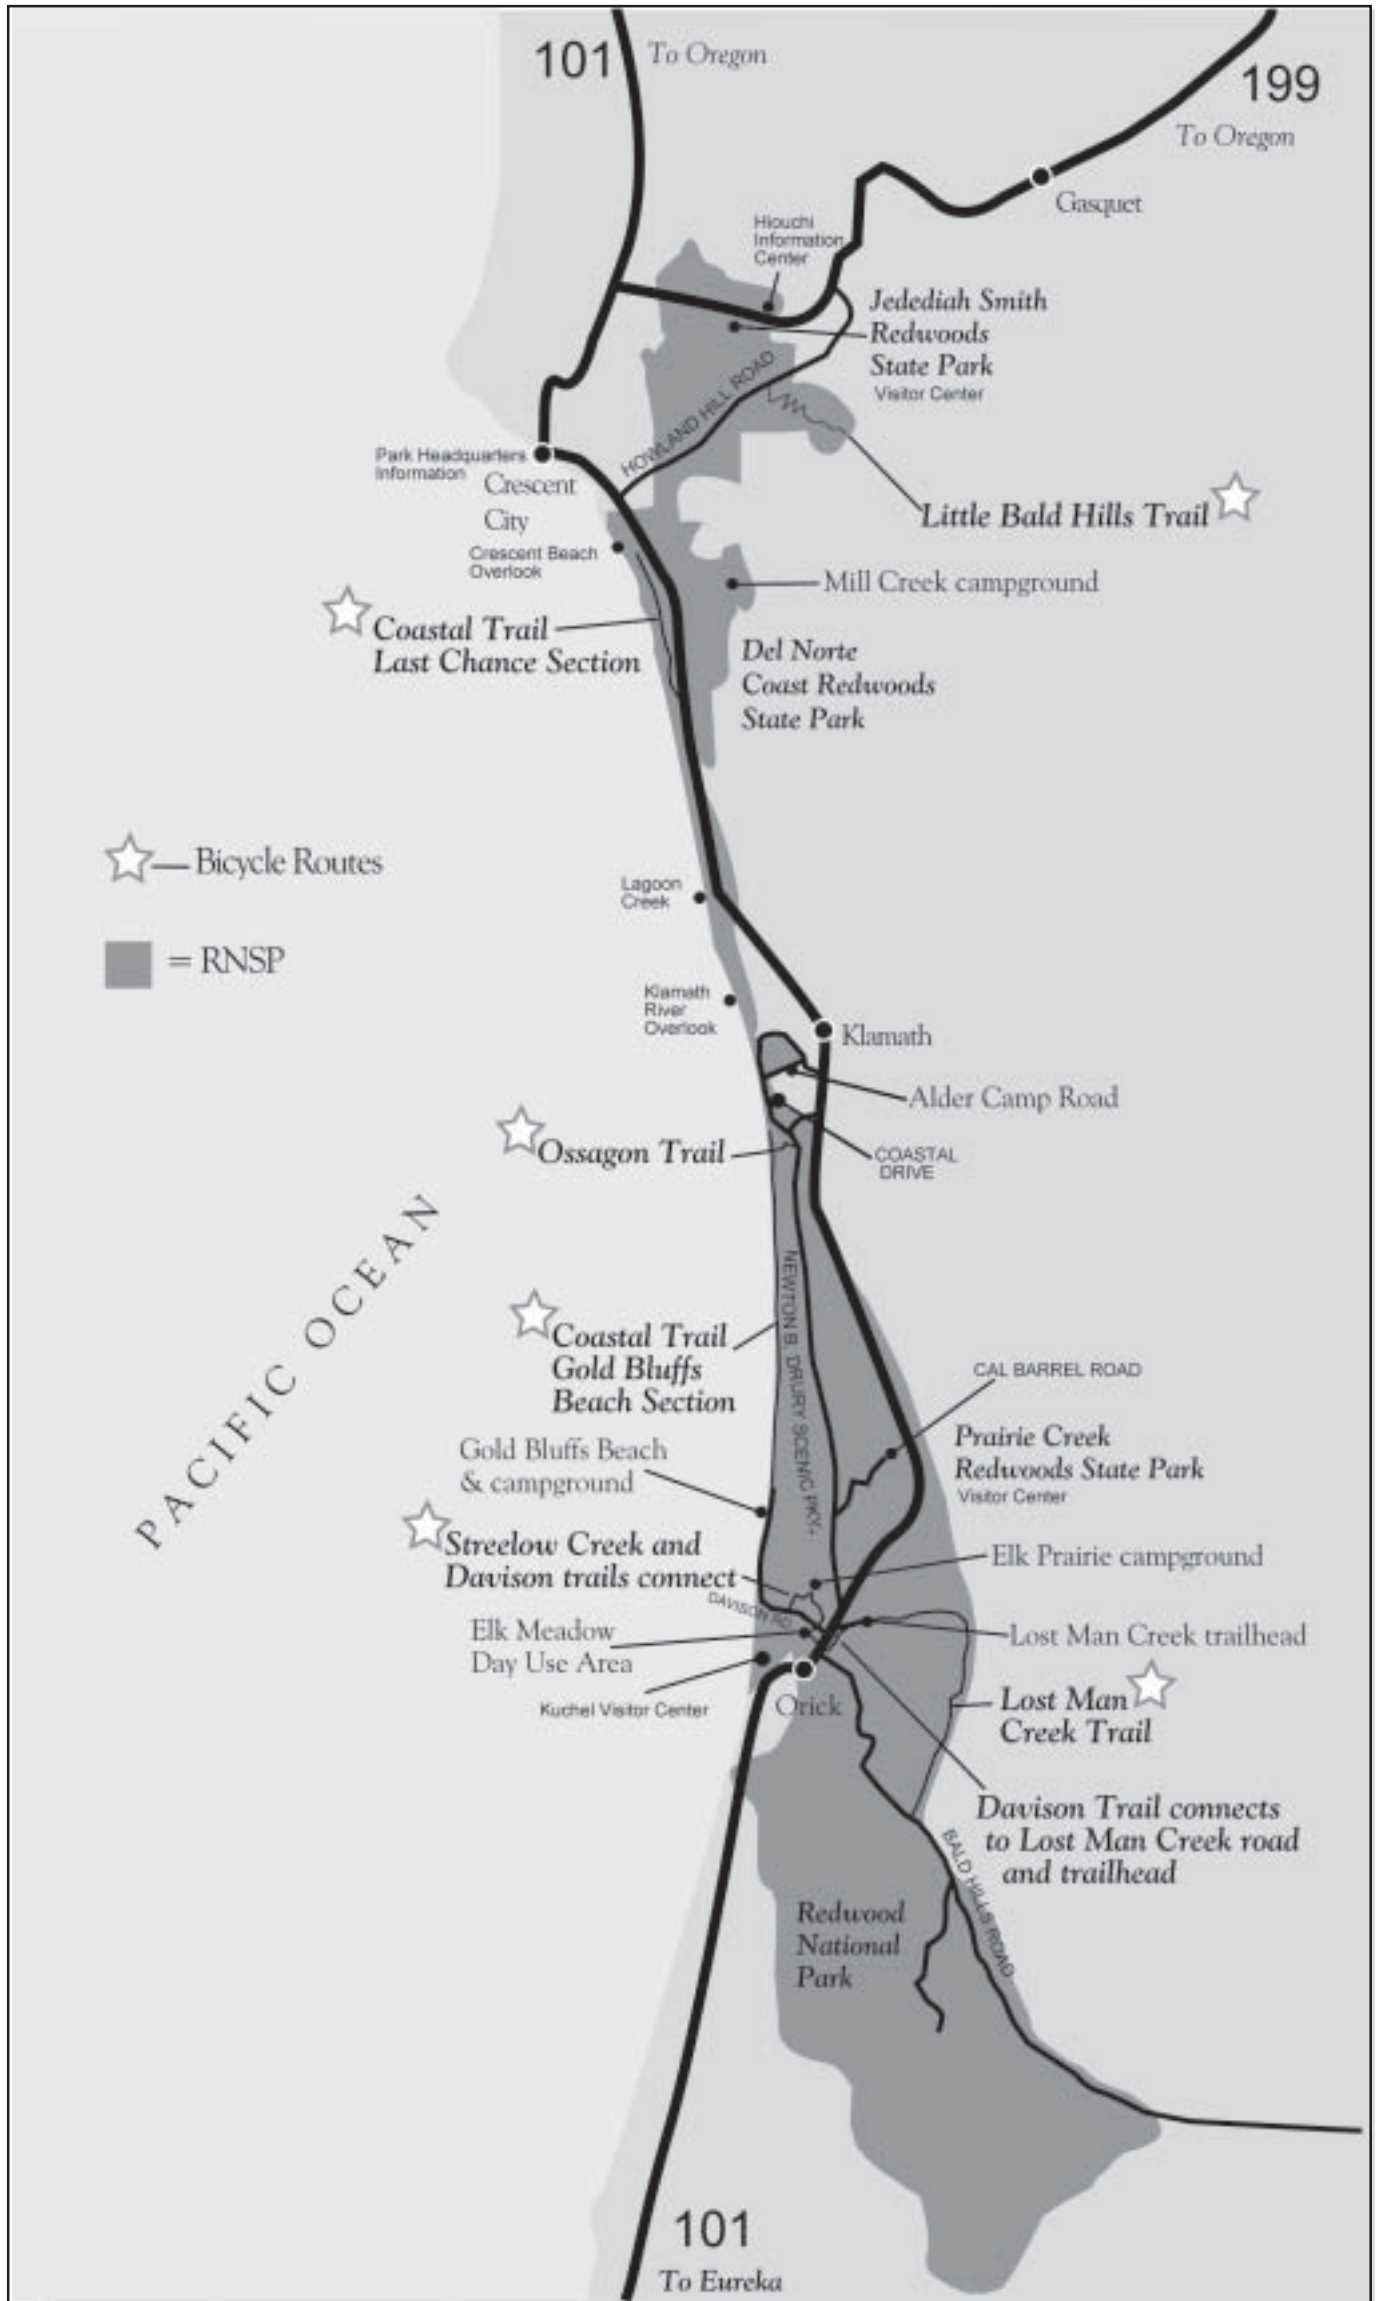 101
To Oregon
199
To Oregon
Gasquet
Hiouchi
Information
Center
Jedediah Smith
Redwoods
State Park
Visitor Center
HOWLAND HILL ROAD
Park Headquarters
Information
Crescent
City
Little Bald Hills Trail
Crescent Beach
Overlook
Mill Creek campground
Coastal Trail
Last Chance Section
Del Norte
Coast Redwoods
State Park
Bicycle Routes
= RNSP
Lagoon
Creek
Klamath
River
Overlook
Klamath
Alder Camp Road
Ossagon Trail
COASTAL
DRIVE
PACIFIC OCEAN
NEWTON B. DRURY SCENIC PKY.
Coastal Trail
Gold Bluffs
Beach Section
CAL BARREL ROAD
Prairie Creek
Redwoods State Park
Visitor Center
Gold Bluffs Beach
& campground
Streelow Creek and
Davison trails connect
Elk Prairie campground
DAVISON RD.
Elk Meadow
Day Use Area
Lost Man Creek trailhead
Kuchel Visitor Center
Orick
Lost Man
Creek Trail
Davison Trail connects
to Lost Man Creek road
and trailhead
BALD HILLS ROAD
Redwood
National
Park
101
To Eureka